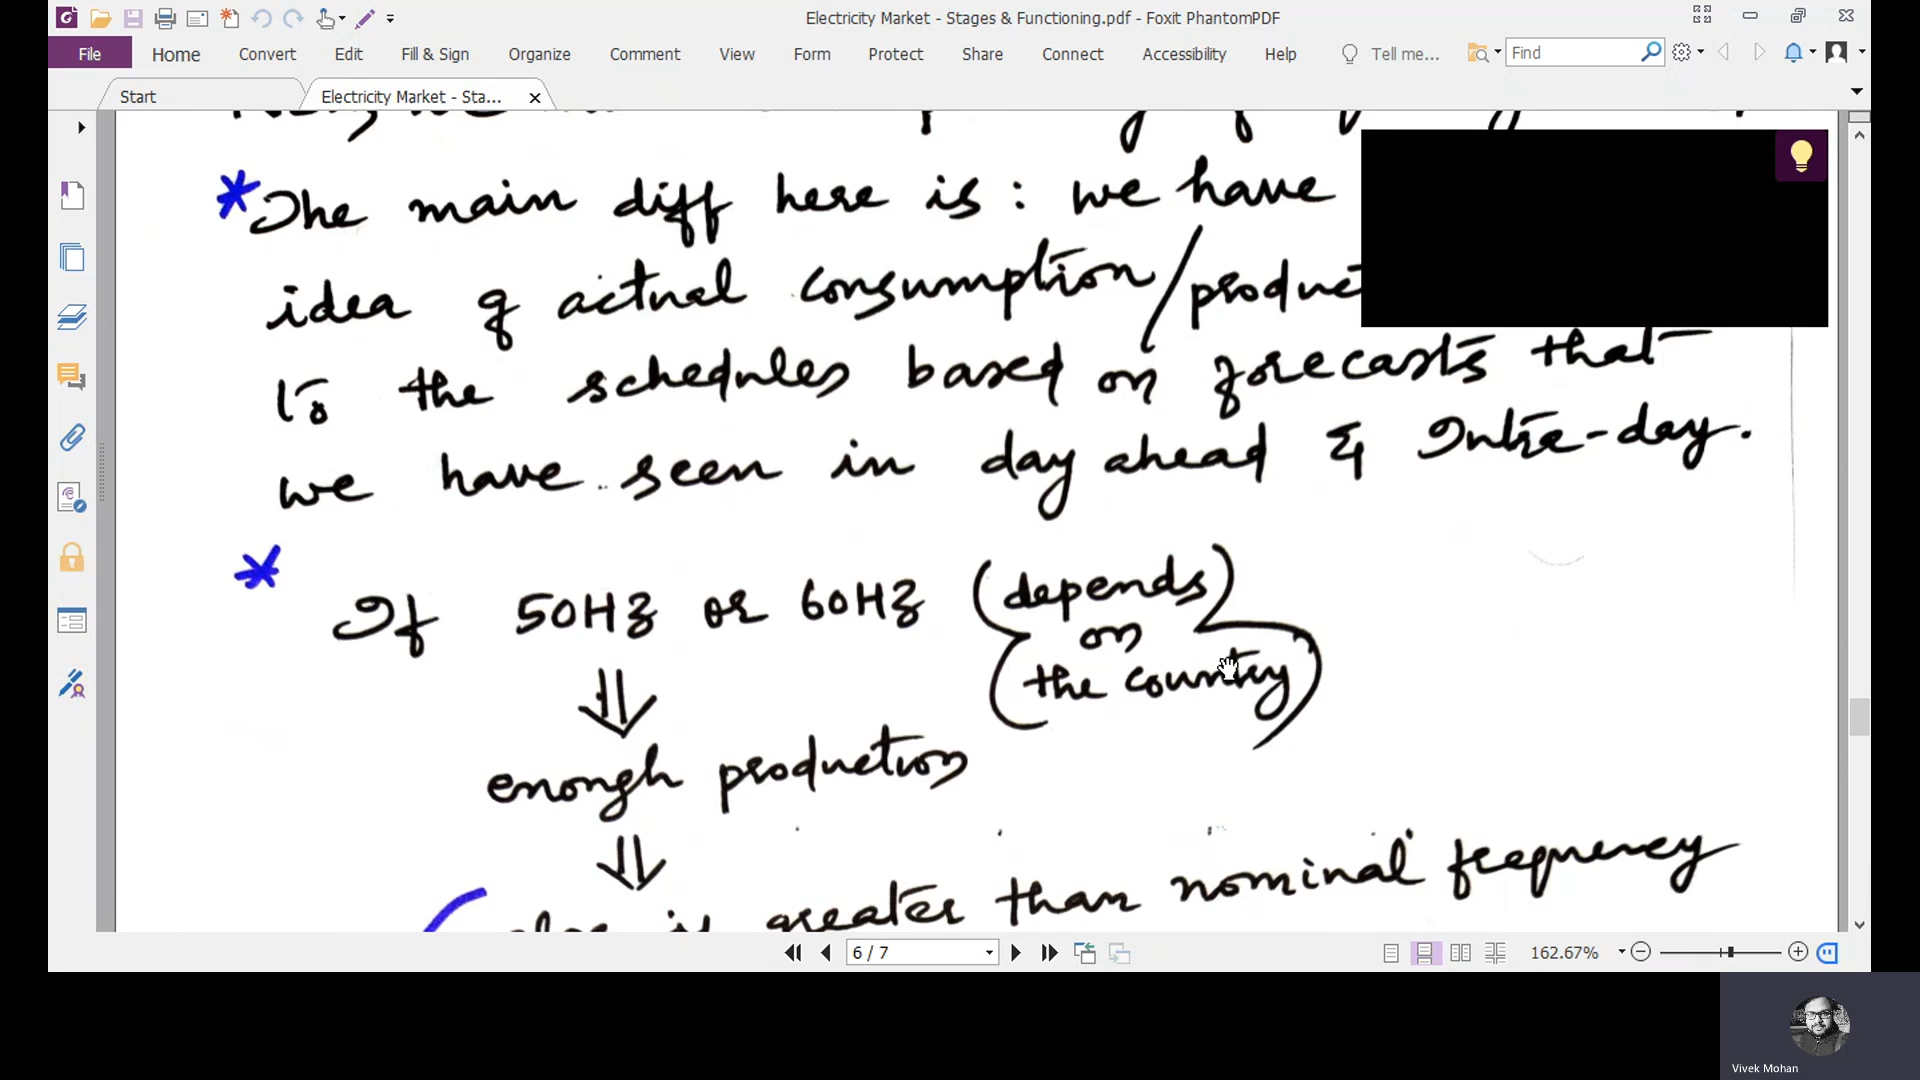 Electricity Market - Stages & Functioning.pdf - Foxit PhantomPDF
File Home Convert Edit Fill & Sign Organize Comment View Form Protect Share Connect Accessibility Help Tell me... Find
Start Electricity Market - Sta...
The main diff here is : we have
idea of actual consumption/product
to the schedules based on forecasts that
we have seen in day ahead & Intra-day.
If 50Hz or 60Hz (depends
on
the country)
enough production
else is greater than nominal frequency
6 / 7 162.67%
Vivek Mohan